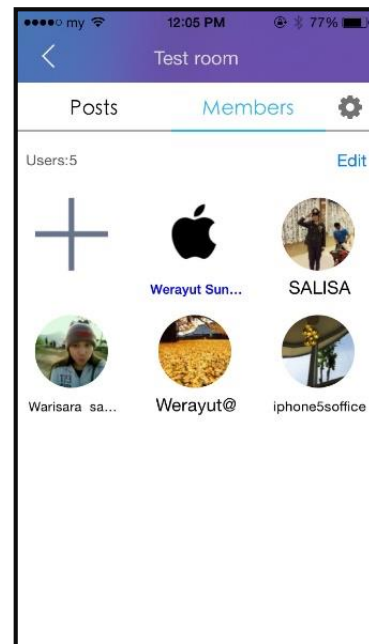 my 12:05 PM 77%
Test room
Posts Members
Users:5 Edit
Werayut Sun... SALISA
Warisara sa... Werayut@ iphone5soffice